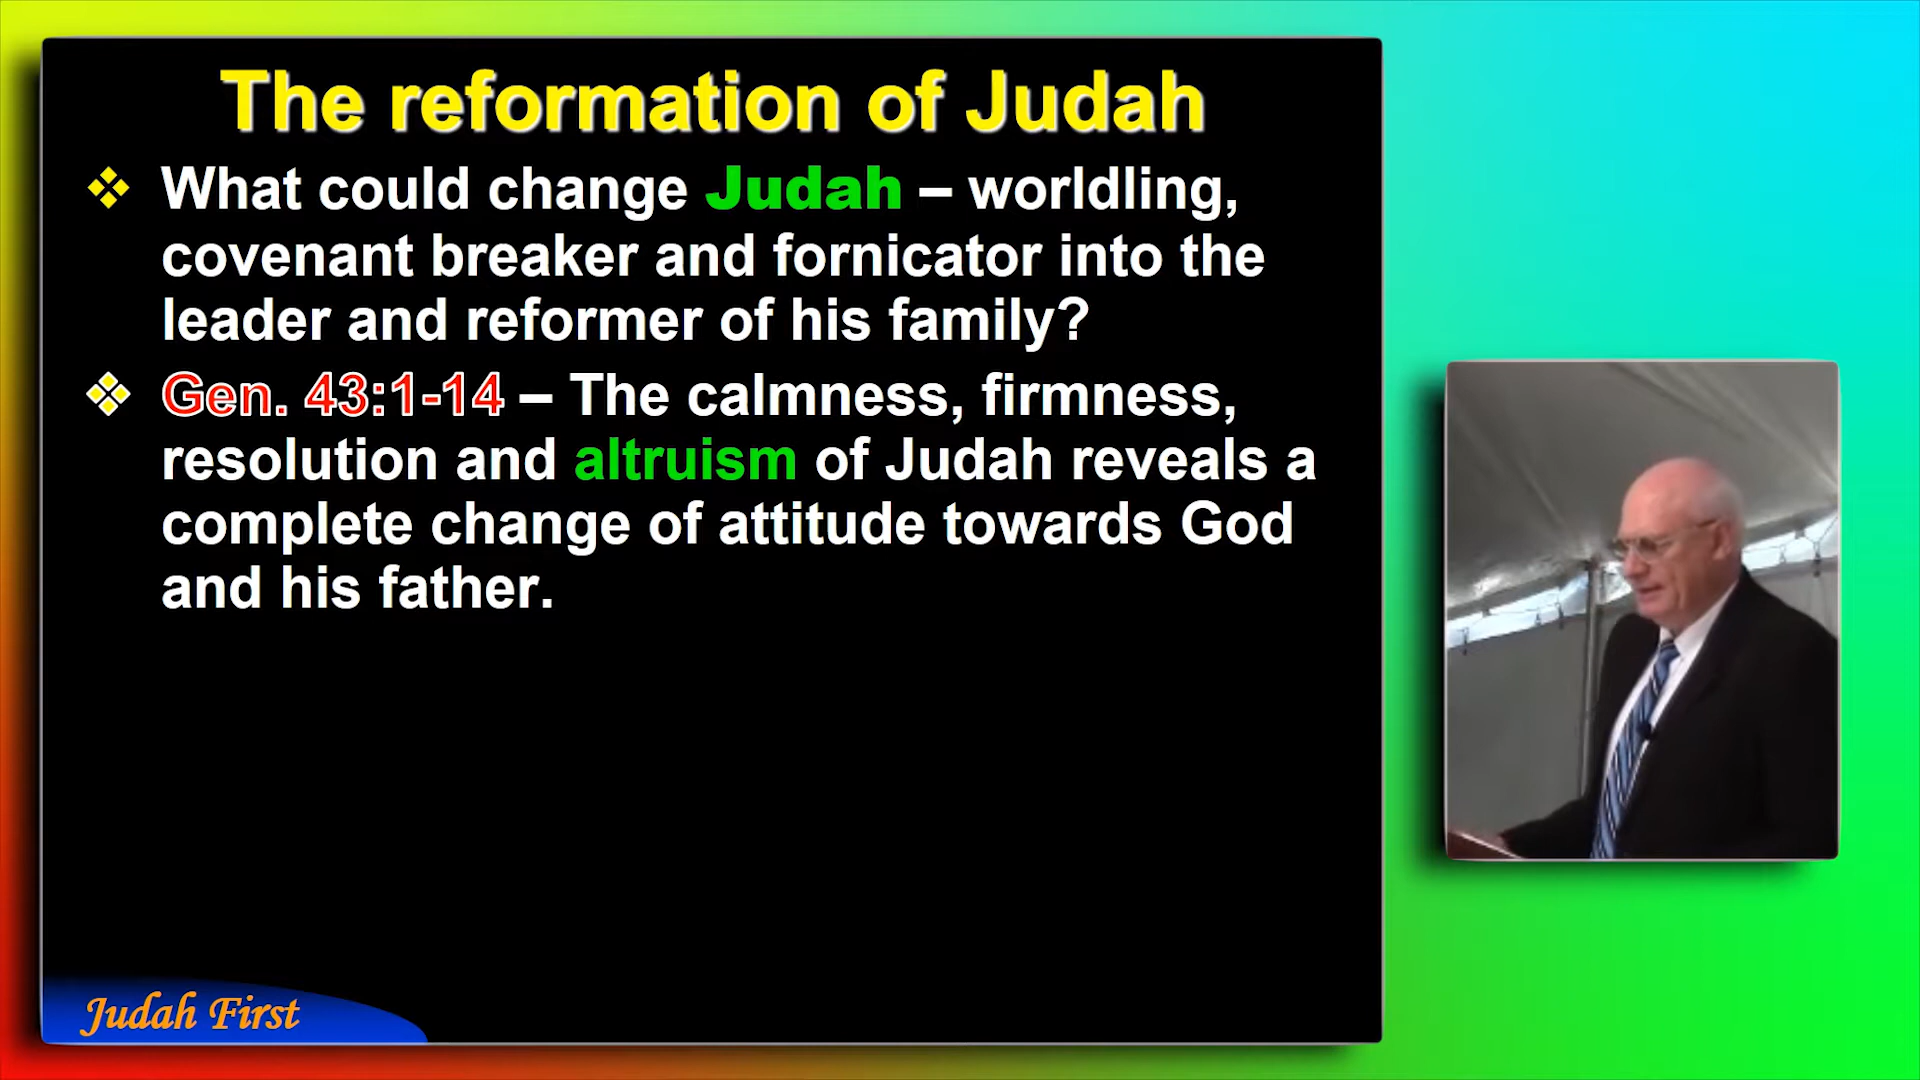 The reformation of Judah
What could change Judah – worldling,
covenant breaker and fornicator into the
leader and reformer of his family?
Gen. 43:1-14 – The calmness, firmness,
resolution and altruism of Judah reveals a
complete change of attitude towards God
and his father.
Judah First